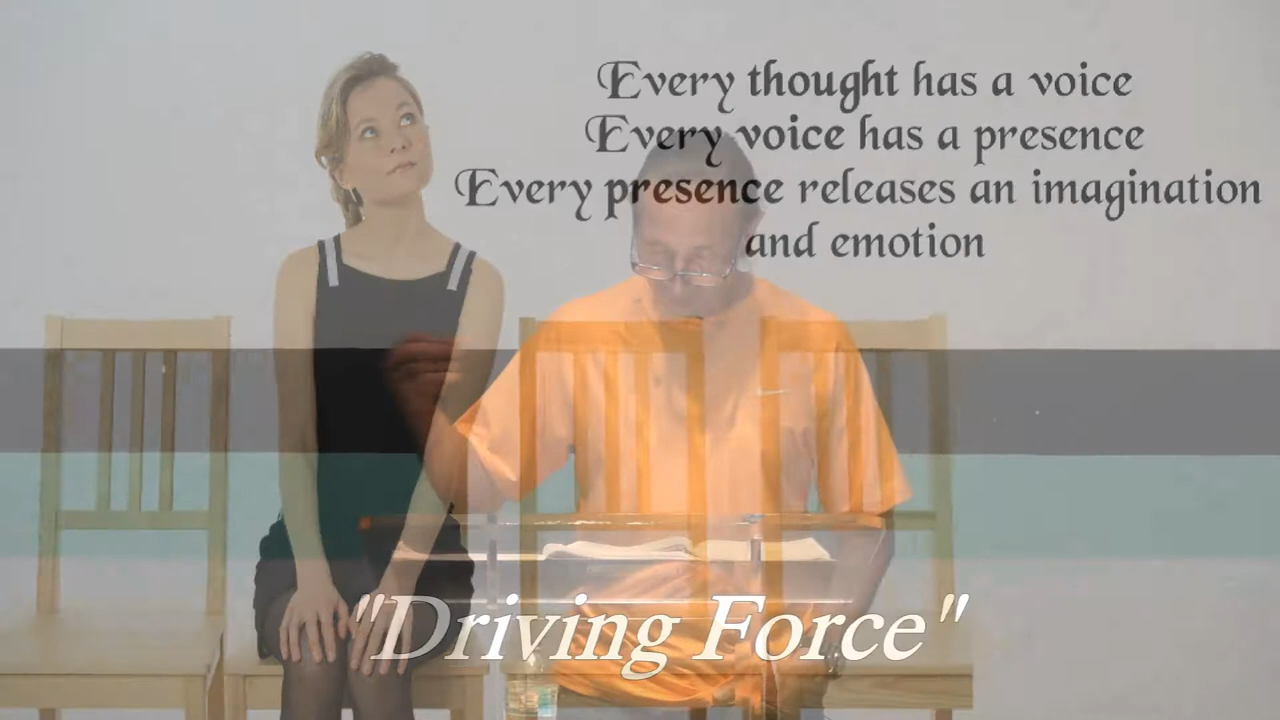 Every thought has a voice
Every voice has a presence
Every presence releases an imagination
and emotion
"Driving Force"